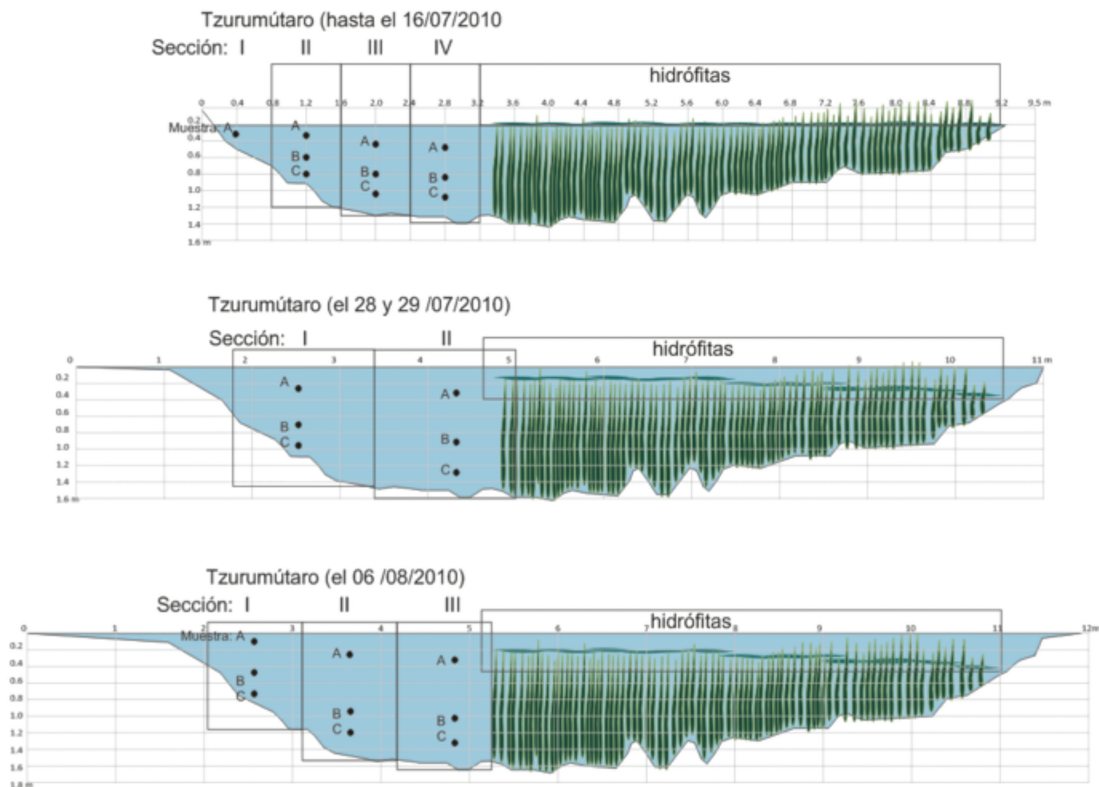 Tzurumútaro (hasta el 16/07/2010
Sección: I II III IV
hidrófitas
0 0.4 0.8 1.2 1.6 2.0 2.4 2.8 3.2 3.6 4.0 4.4 4.8 5.2 5.6 6.0 6.4 6.8 7.2 7.6 8.0 8.4 8.8 9.2 9.5 m
0.2
Muestra: A A
0.4 A A
0.6 B
0.8 C B B
1.0 C C
1.2
1.4
1.6 m
Tzurumútaro (el 28 y 29 /07/2010)
Sección: I II
hidrófitas
0 1 2 3 4 5 6 7 8 9 10 11 m
0.2 A
0.4 A
0.6
0.8 B B
1.0 C
1.2 C
1.4
1.6 m
Tzurumútaro (el 06 /08/2010)
Sección: I II III
hidrófitas
0 1 2 3 4 5 6 7 8 9 10 11 12m
Muestra: A
0.2
0.4 A A
0.6 B
0.8 C
1.0 B B
1.2 C C
1.4
1.6
1.8 m